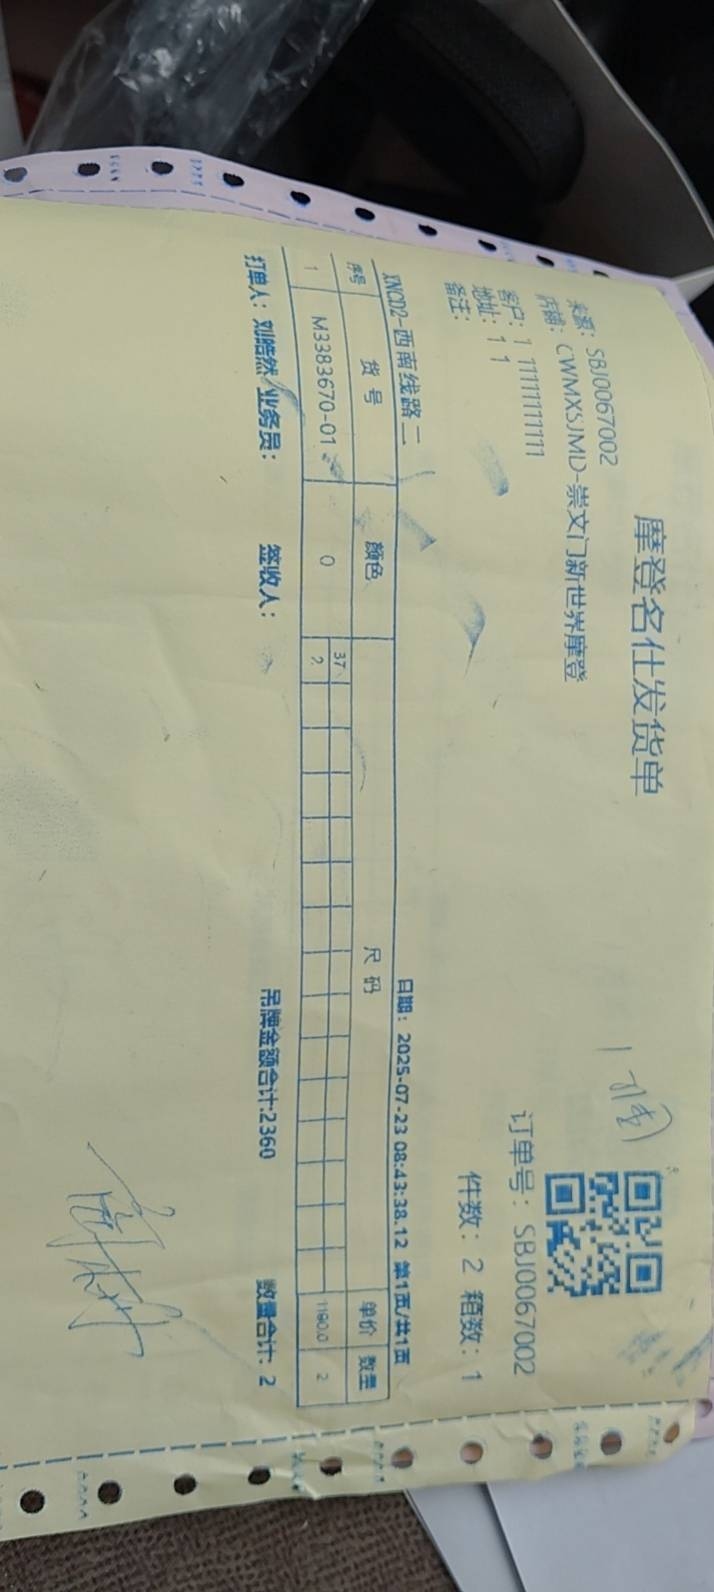 摩登名仕发货单
来源：SBJ0067002
店铺：CWMXSJMD-崇文门新世界摩登
订单号：SBJ0067002
客户：1 11111111111
地址：1 1
件数：2 箱数：1
备注：
XNCD2-西南线路二 日期：2025-07-23 08:43:38.12 第1页/共1页
序号 货号 颜色 尺码 单价 数量
37
1 M3383670-01 0 2 1180.0 2
打单人：刘皓然 业务员： 签收人： 吊牌金额合计:2360 数量合计: 2